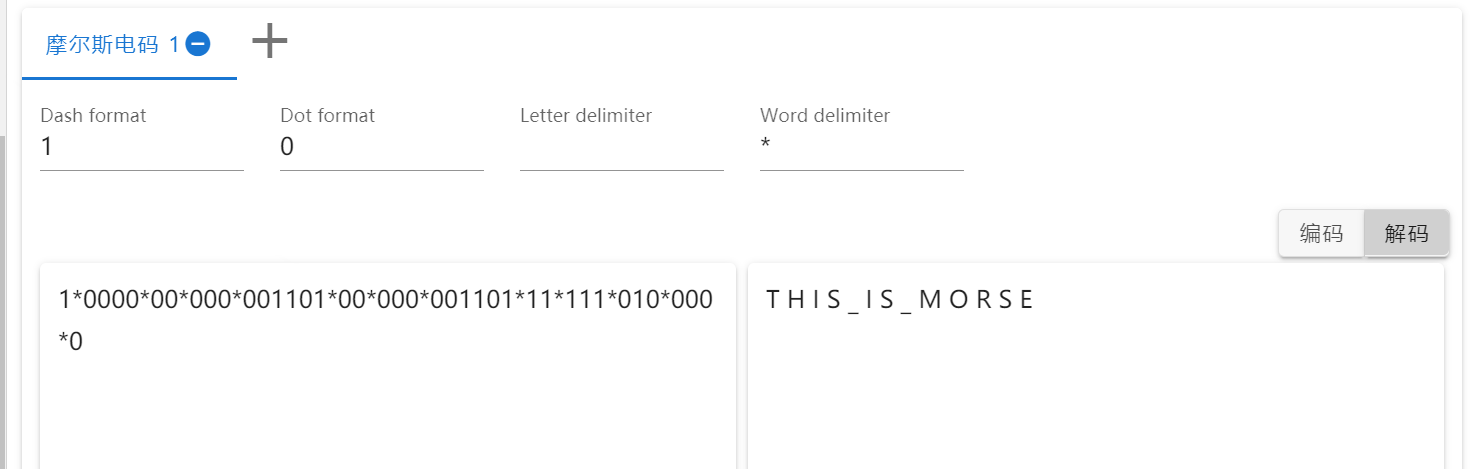 摩尔斯电码 1
Dash format Dot format Letter delimiter Word delimiter
1 0 *
编码 解码
1*0000*00*000*001101*00*000*001101*11*111*010*000
*0
T H I S _ I S _ M O R S E